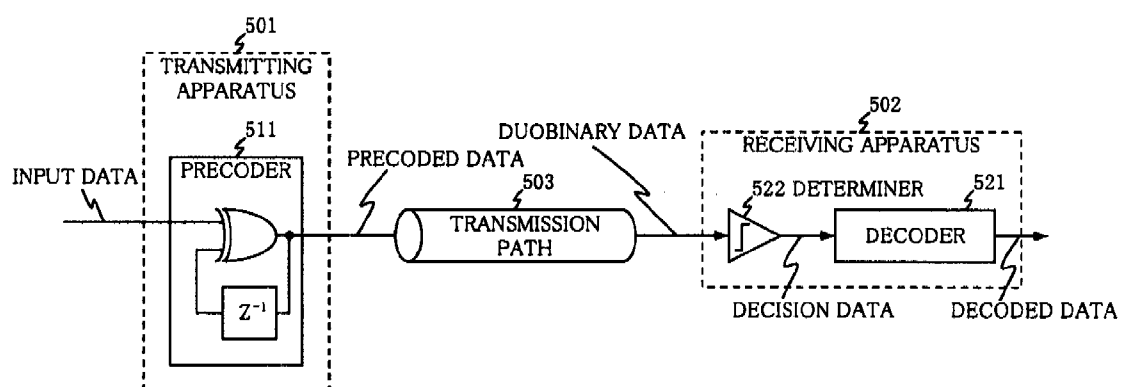 501
TRANSMITTING
APPARATUS
511
PRECODER
INPUT DATA
Z⁻¹
PRECODED DATA
503
TRANSMISSION
PATH
DUOBINARY DATA
502
RECEIVING APPARATUS
522 DETERMINER
521
DECODER
DECISION DATA
DECODED DATA